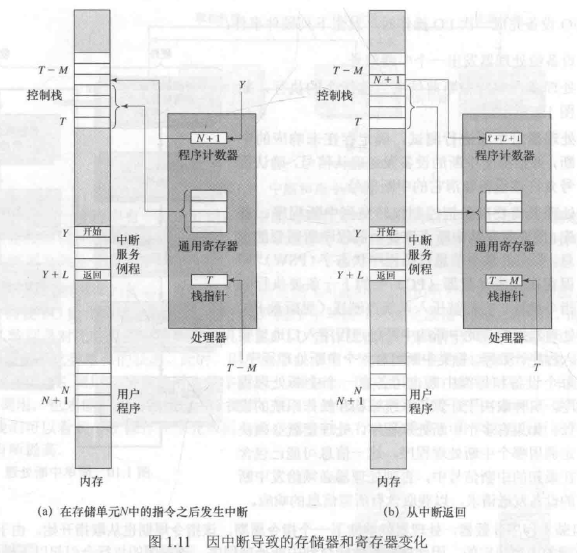 T－M
控制栈
T
Y
N＋1
程序计数器
通用寄存器
Y
开始
中断
服务
例程
Y＋L
返回
T
栈指针
处理器
T－M
N
N＋1
用户
程序
内存
(a) 在存储单元N中的指令之后发生中断
T－M
N＋1
控制栈
T
Y＋L＋1
程序计数器
通用寄存器
Y
开始
中断
服务
例程
Y＋L
返回
T－M
栈指针
处理器
T
N
N＋1
用户
程序
内存
(b) 从中断返回
图 1.11 因中断导致的存储器和寄存器变化